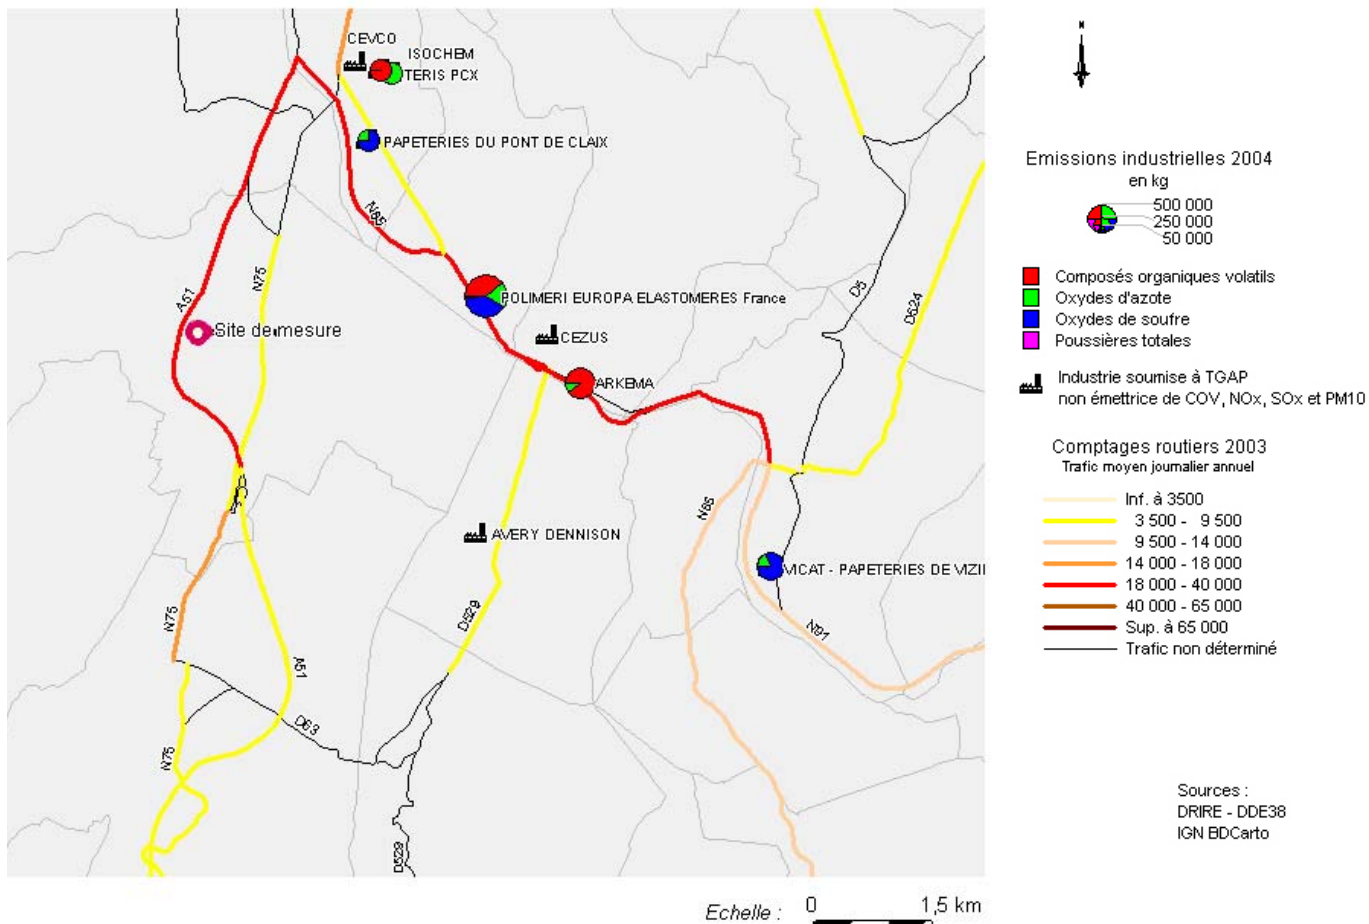 CEVCO
ISOCHEM
TERIS PCX
PAPETERIES DU PONT DE CLAIX
N85
N75
A51
Site de mesure
POLIMERI EUROPA ELASTOMERES France
CEZUS
ARKEMA
D5
D524
AVERY DENNISON
N85
VICAT - PAPETERIES DE VIZI
N75
D529
N91
A51
D63
N75
D529
Echelle : 0 1,5 km
N
Emissions industrielles 2004
en kg
500 000
250 000
50 000
Composés organiques volatils
Oxydes d'azote
Oxydes de soufre
Poussières totales
Industrie soumise à TGAP
non émettrice de COV, NOx, SOx et PM10
Comptages routiers 2003
Trafic moyen journalier annuel
Inf. à 3500
3 500 - 9 500
9 500 - 14 000
14 000 - 18 000
18 000 - 40 000
40 000 - 65 000
Sup. à 65 000
Trafic non déterminé
Sources :
DRIRE - DDE38
IGN BDCarto